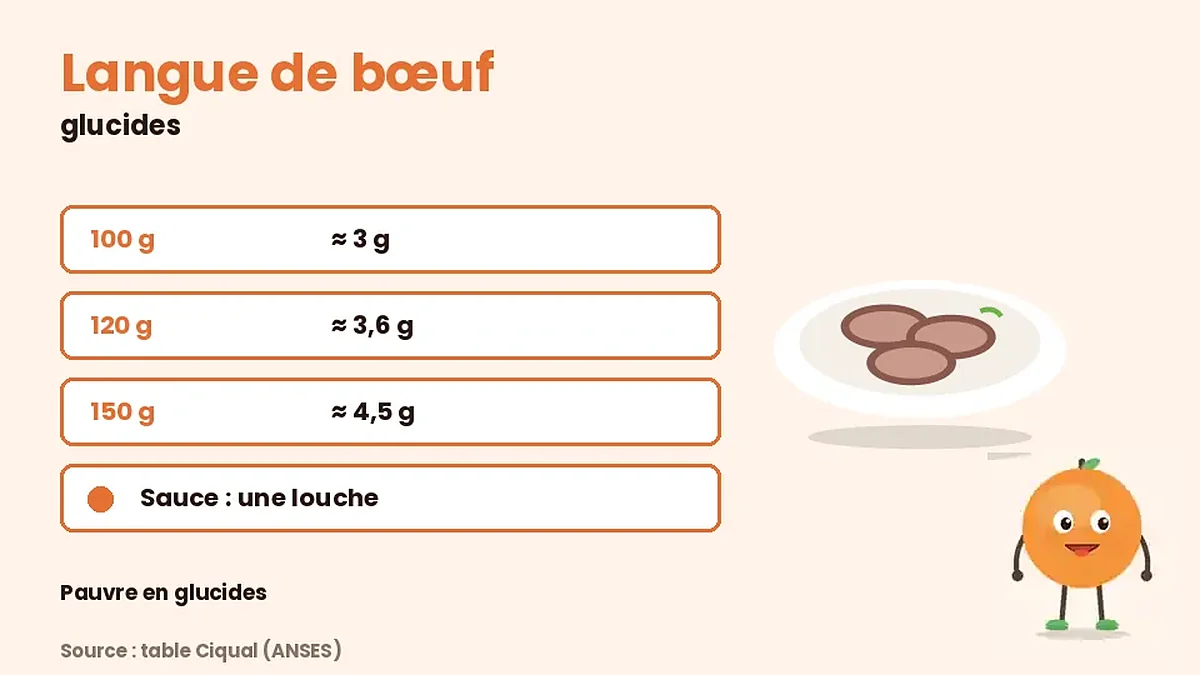 Langue de bœuf
glucides
100 g ≈ 3 g
120 g ≈ 3,6 g
150 g ≈ 4,5 g
Sauce : une louche
Pauvre en glucides
Source : table Ciqual (ANSES)